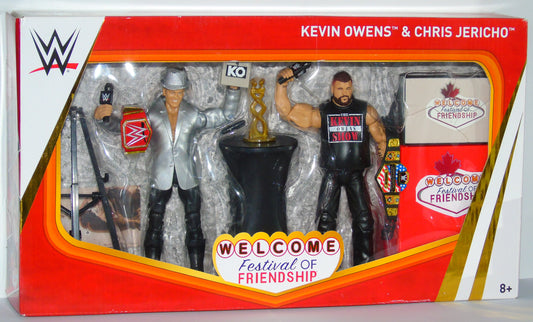 KEVIN OWENS™ & CHRIS JERICHO™
W
KO
THE
KEVIN
OWENS
SHOW
WELCOME
Festival OF
FRIENDSHIP
WELCOME
Festival OF
FRIENDSHIP
WELCOME
Festival OF
FRIENDSHIP
8+